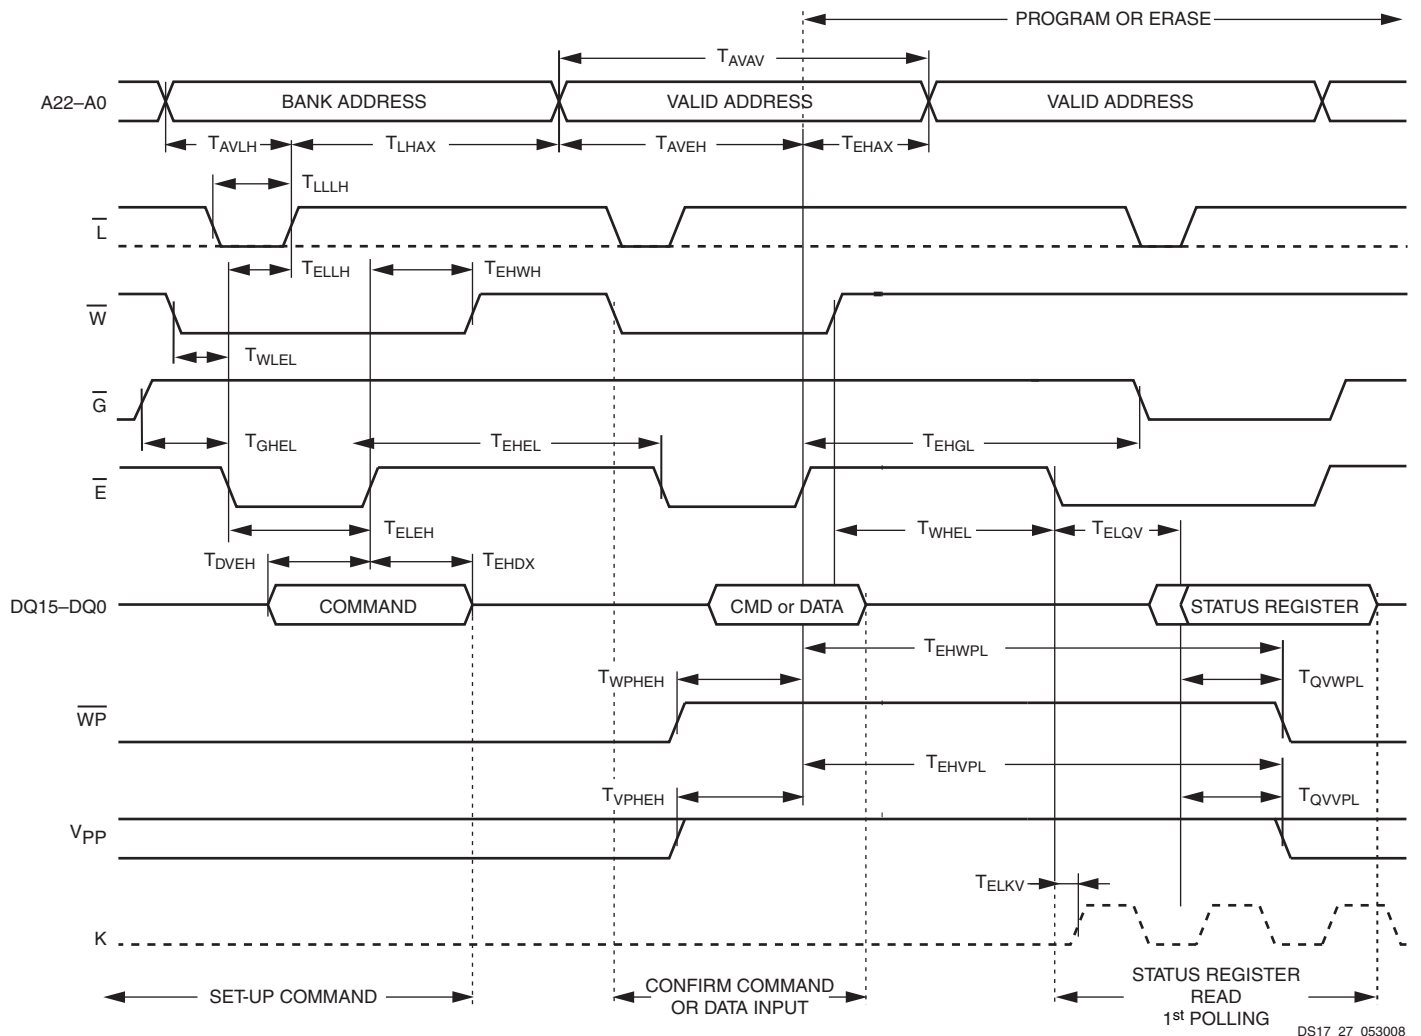 PROGRAM OR ERASE
TAVAV
A22–A0
BANK ADDRESS
VALID ADDRESS
VALID ADDRESS
TAVLH
TLHAX
TAVEH
TEHAX
TLLLH
L
TELLH
TEHWH
W
TWLEL
G
TGHEL
TEHEL
TEHGL
E
TELEH
TWHEL
TELQV
TDVEH
TEHDX
DQ15–DQ0
COMMAND
CMD or DATA
STATUS REGISTER
TEHWPL
TWPHEH
TQVWPL
WP
TEHVPL
TVPHEH
TQVVPL
VPP
TELKV
K
SET-UP COMMAND
CONFIRM COMMAND
OR DATA INPUT
STATUS REGISTER
READ
1st POLLING
DS17_27_053008